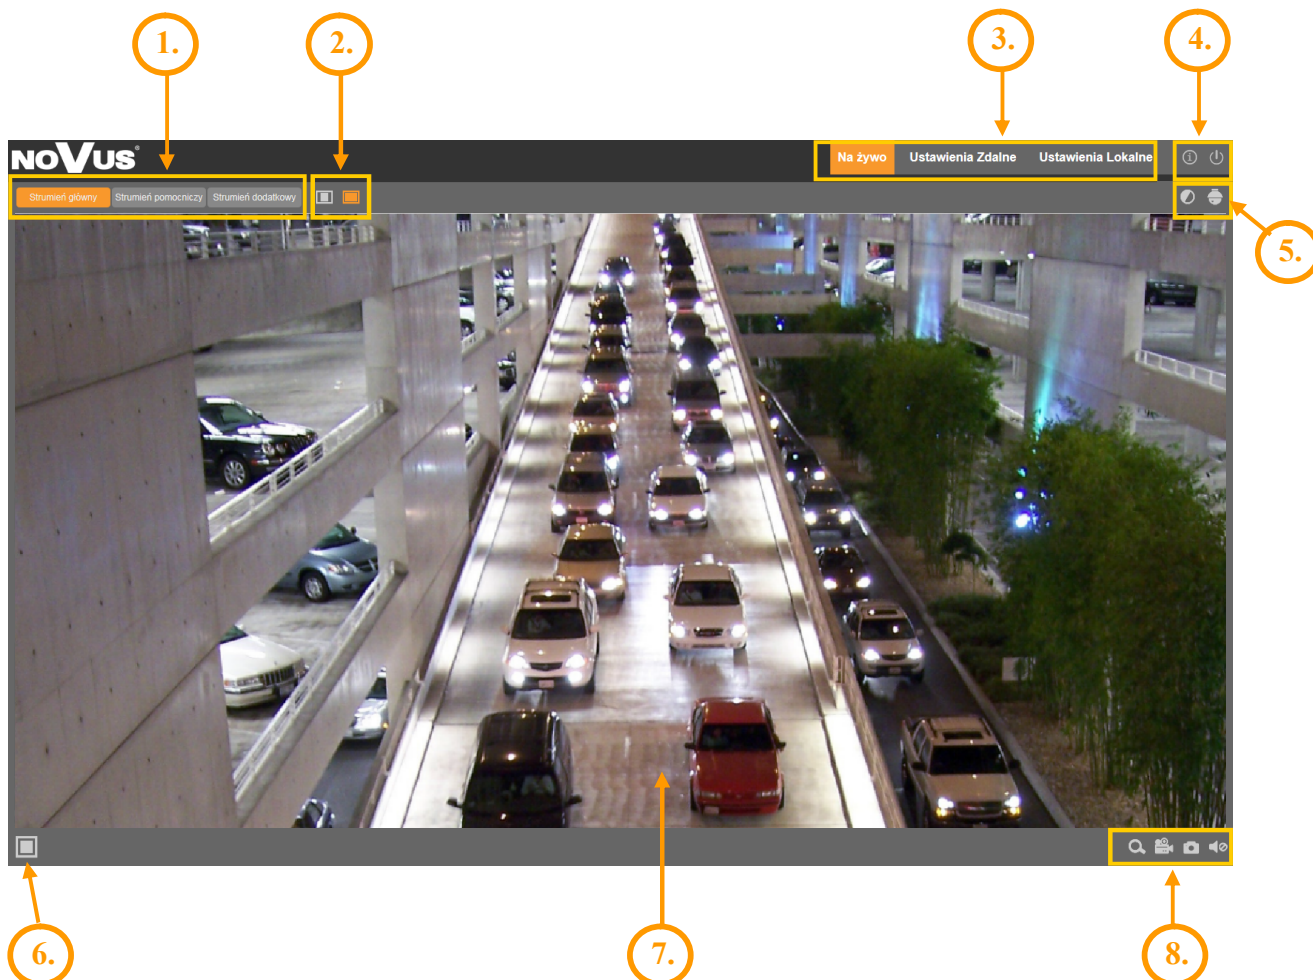 1.
2.
3.
4.
NOVUS®
Na żywo Ustawienia Zdalne Ustawienia Lokalne
Strumień główny Strumień pomocniczy Strumień dodatkowy
5.
6.
7.
8.